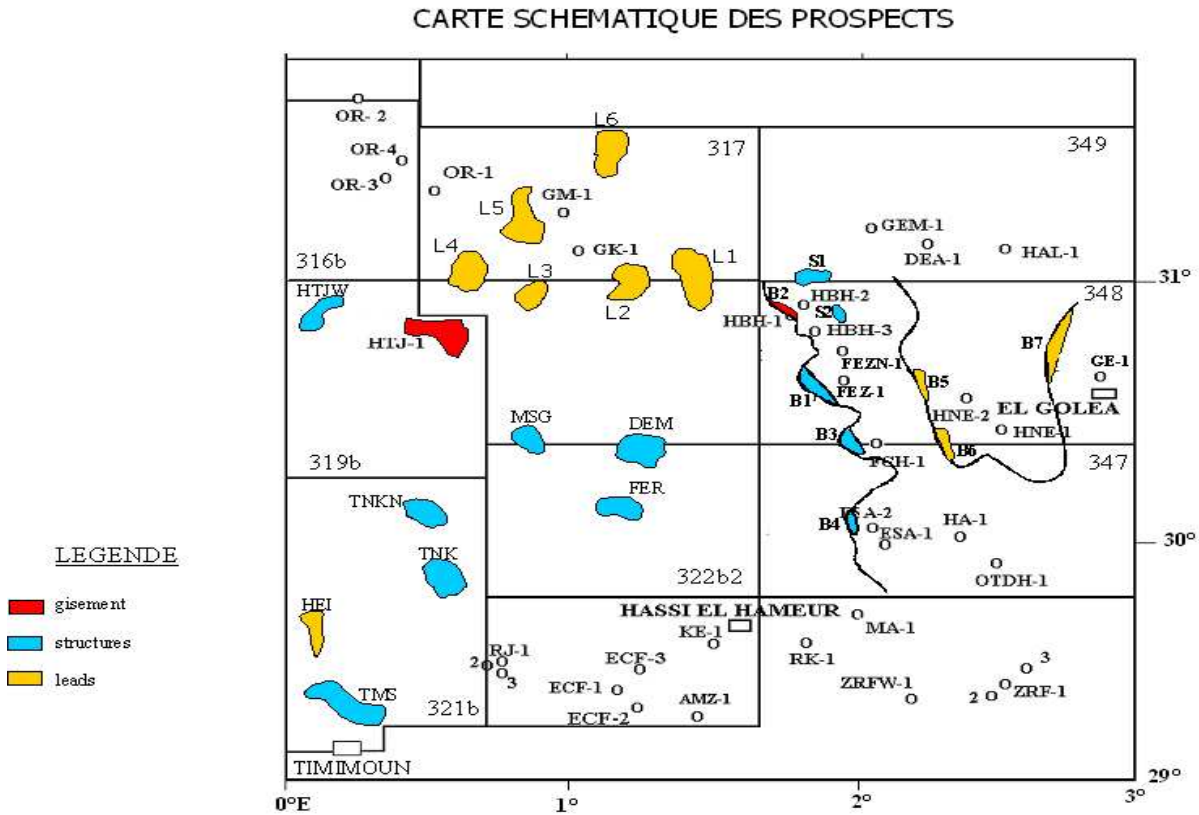 CARTE SCHEMATIQUE DES PROSPECTS
OR- 2
OR-4
OR-3
OR-1
L6
317
349
GM-1
L5
GK-1
L4
L3
L2
L1
GEM-1
DEA-1
HAL-1
S1
31°
316b
HTJW
HTJ-1
B2
HBH-2
HBH-1
S2
HBH-3
348
B7
GE-1
FEZN-1
FEZ-1
B1'
B5
EL GOLEA
HNE-2
HNE-1
B6
347
MSG
DEM
B3
FGH-1
319b
TNKN
FER
ESA-2
B4
ESA-1
HA-1
30°
OTDH-1
TNK
322b2
LEGENDE
gisement
structures
leads
HEI
HASSI EL HAMEUR
KE-1
MA-1
RK-1
RJ-1
2
3
ECF-3
ECF-1
ECF-2
AMZ-1
ZRFW-1
3
2
ZRF-1
TMS
321b
TIMIMOUN
29°
0°E
1°
2°
3°